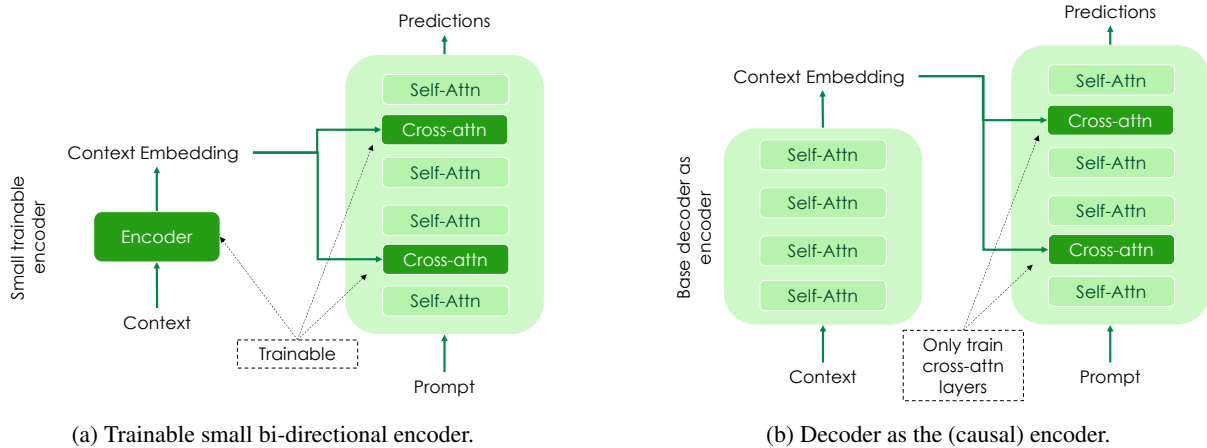 Predictions
Self-Attn
Cross-attn
Context Embedding
Self-Attn
Small trainable
encoder
Encoder
Self-Attn
Cross-attn
Self-Attn
Context
Trainable
Prompt
(a) Trainable small bi-directional encoder.
Predictions
Context Embedding
Self-Attn
Cross-attn
Self-Attn
Self-Attn
Self-Attn
Base decoder as
encoder
Self-Attn
Self-Attn
Cross-attn
Self-Attn
Self-Attn
Only train
cross-attn
layers
Context
Prompt
(b) Decoder as the (causal) encoder.